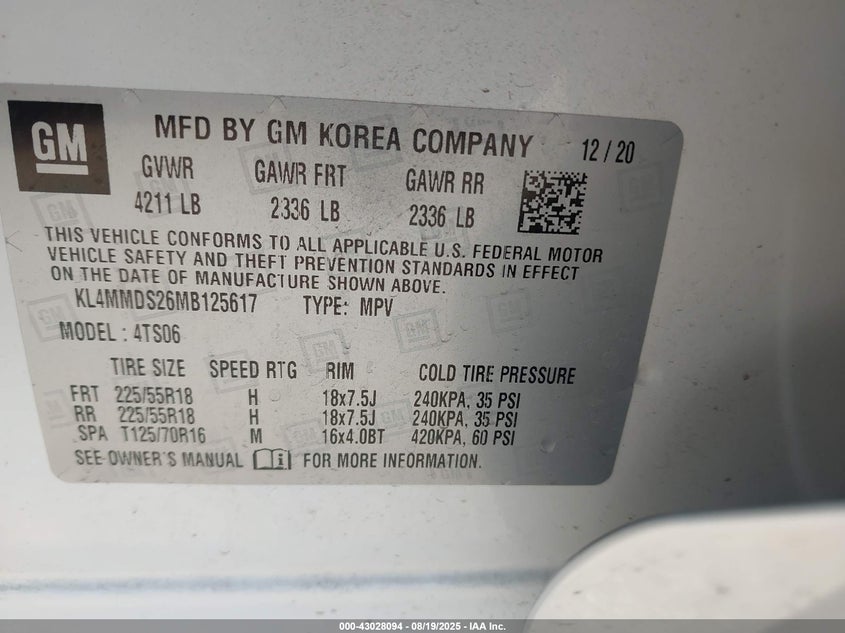 GM
MFD BY GM KOREA COMPANY 12/20
GVWR GAWR FRT GAWR RR
4211 LB 2336 LB 2336 LB
THIS VEHICLE CONFORMS TO ALL APPLICABLE U.S. FEDERAL MOTOR
VEHICLE SAFETY AND THEFT PREVENTION STANDARDS IN EFFECT
ON THE DATE OF MANUFACTURE SHOWN ABOVE.
KL4MMDS26MB125617 TYPE: MPV
MODEL: 4TS06
TIRE SIZE SPEED RTG RIM COLD TIRE PRESSURE
FRT 225/55R18 H 18x7.5J 240KPA, 35 PSI
RR 225/55R18 H 18x7.5J 240KPA, 35 PSI
SPA T125/70R16 M 16x4.0BT 420KPA, 60 PSI
SEE OWNER'S MANUAL FOR MORE INFORMATION.
000-43028094 - 08/19/2025 - IAA Inc.